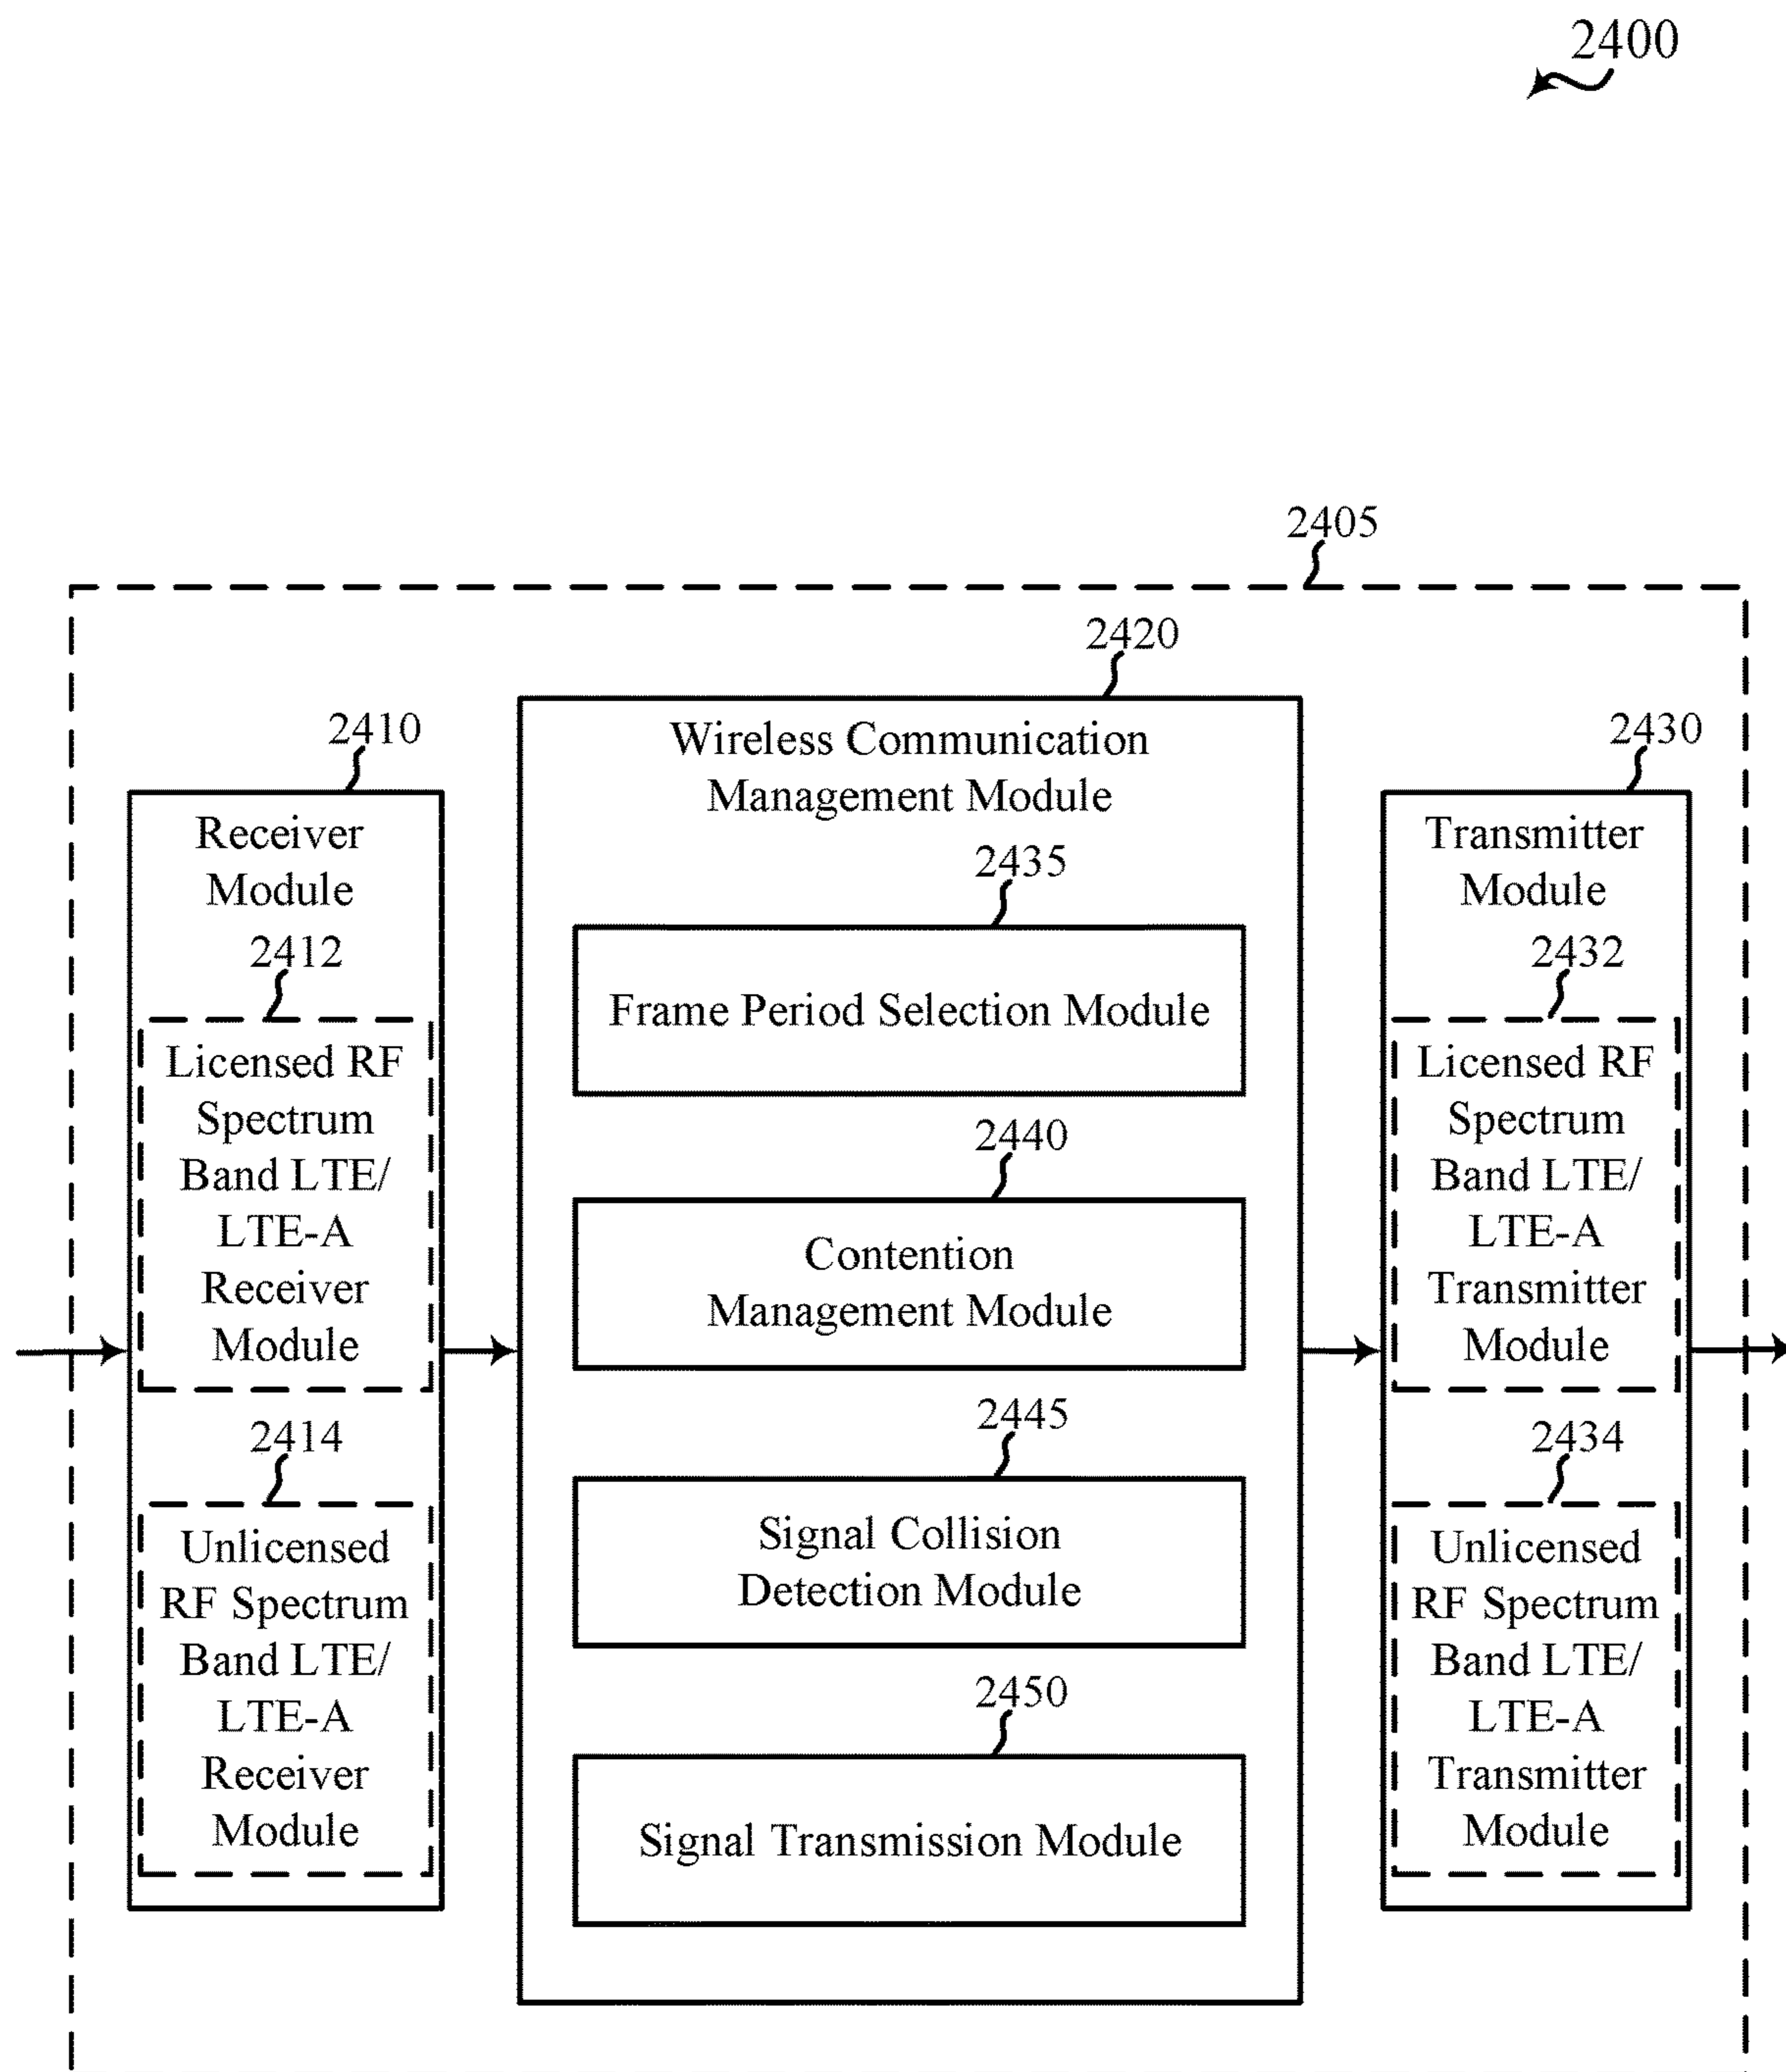 2400
2405
2420
2410
Receiver
Module
2412
Licensed RF
Spectrum
Band LTE/
LTE-A
Receiver
Module
2414
Unlicensed
RF Spectrum
Band LTE/
LTE-A
Receiver
Module
Wireless Communication
Management Module
2435
Frame Period Selection Module
2440
Contention
Management Module
2445
Signal Collision
Detection Module
2450
Signal Transmission Module
2430
Transmitter
Module
2432
Licensed RF
Spectrum
Band LTE/
LTE-A
Transmitter
Module
2434
Unlicensed
RF Spectrum
Band LTE/
LTE-A
Transmitter
Module